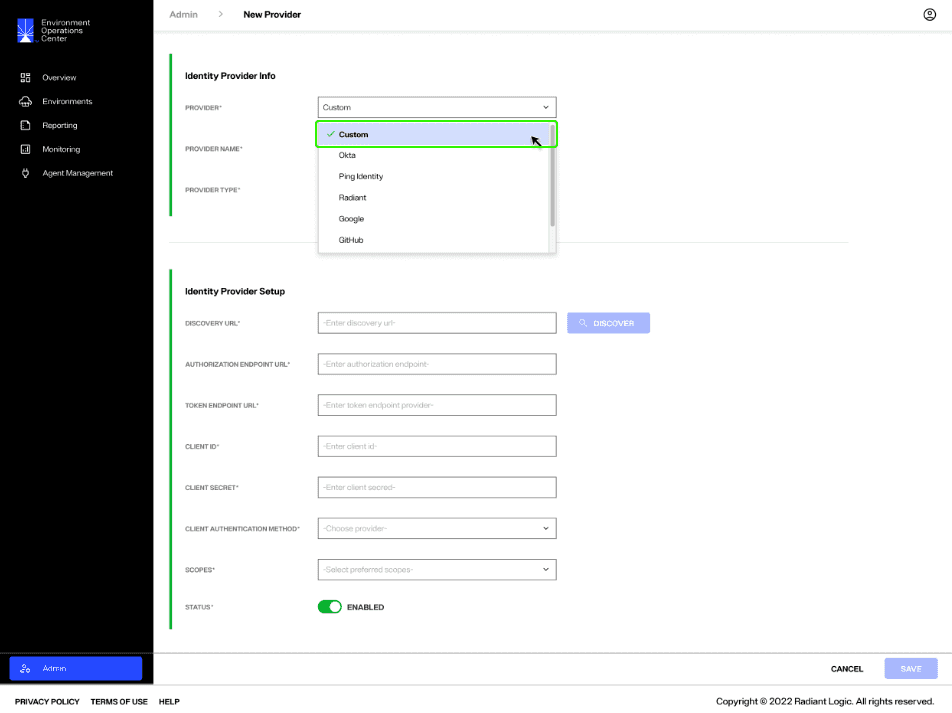 Environment
Operations
Center
Overview
Environments
Reporting
Monitoring
Agent Management
Admin
Admin > New Provider
Identity Provider Info
PROVIDER*
Custom
Custom
Okta
Ping Identity
Radiant
Google
GitHub
PROVIDER NAME*
PROVIDER TYPE*
Identity Provider Setup
DISCOVERY URL*
-Enter discovery url-
DISCOVER
AUTHORIZATION ENDPOINT URL*
-Enter authorization endpoint-
TOKEN ENDPOINT URL*
-Enter token endpoint provider-
CLIENT ID*
-Enter client id-
CLIENT SECRET*
-Enter client secred-
CLIENT AUTHENTICATION METHOD*
-Choose provider-
SCOPES*
-Select preferred scopes-
STATUS*
ENABLED
CANCEL
SAVE
PRIVACY POLICY TERMS OF USE HELP
Copyright © 2022 Radiant Logic. All rights reserved.